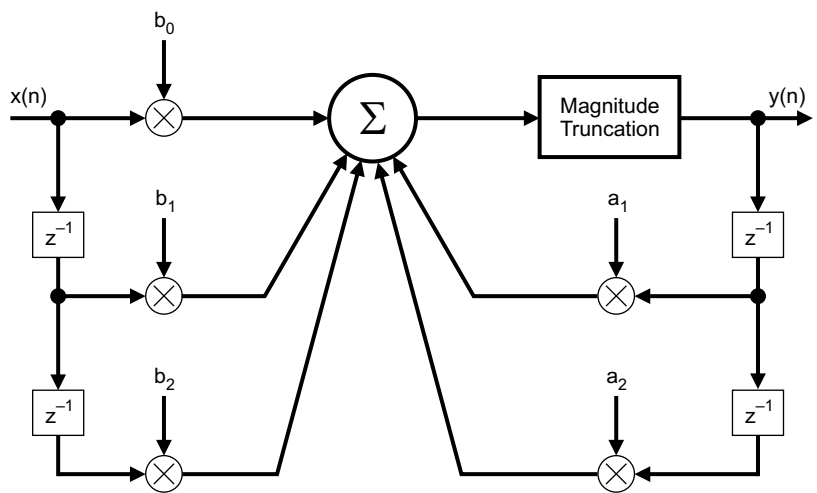 b₀
x(n)
Σ
Magnitude
Truncation
y(n)
b₁
a₁
z⁻¹
z⁻¹
b₂
a₂
z⁻¹
z⁻¹